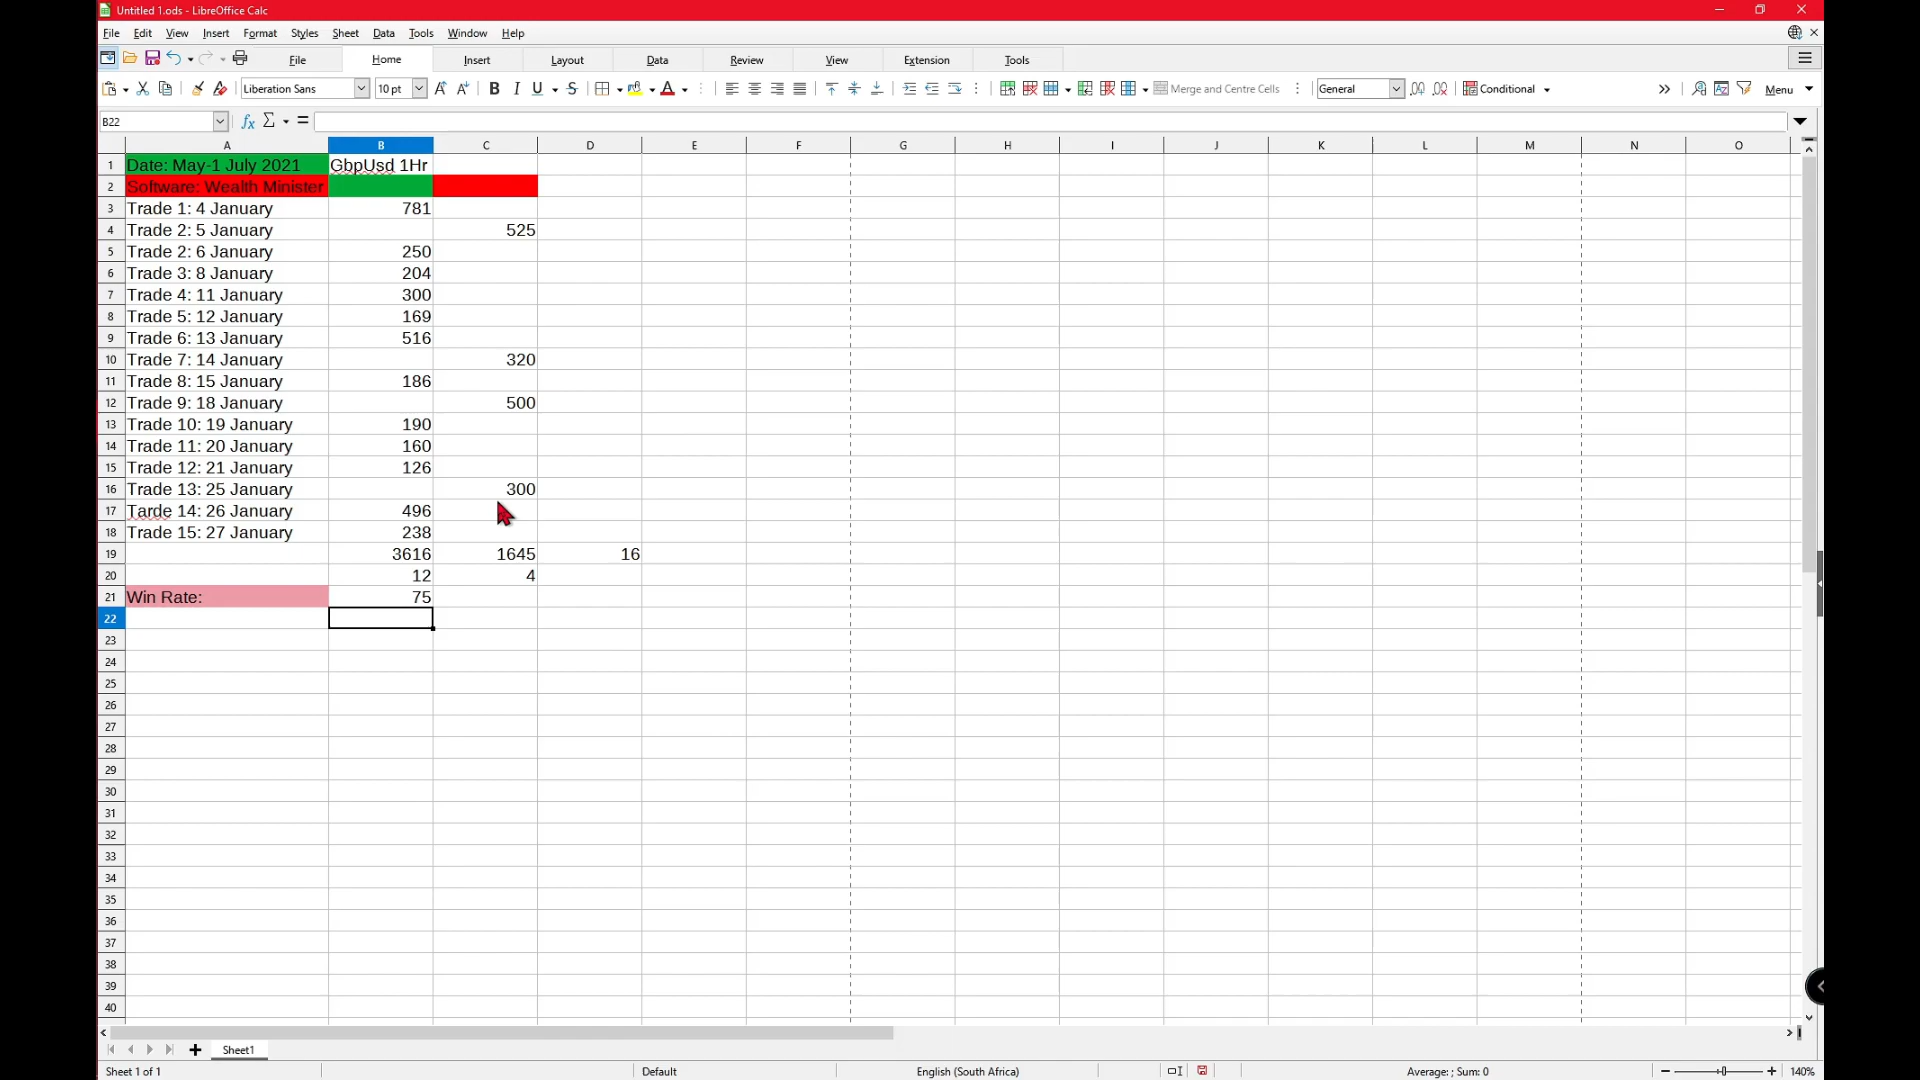 Untitled 1.ods - LibreOffice Calc
File Edit View Insert Format Styles Sheet Data Tools Window Help
File Home Insert Layout Data Review View Extension Tools
Liberation Sans 10 pt B I U S A Merge and Centre Cells General Conditional Menu
B22 fx Σ =
A B C D E F G H I J K L M N O
1 Date: May-1 July 2021 GbpUsd 1Hr
2 Software: Wealth Minister
3 Trade 1: 4 January 781
4 Trade 2: 5 January 525
5 Trade 2: 6 January 250
6 Trade 3: 8 January 204
7 Trade 4: 11 January 300
8 Trade 5: 12 January 169
9 Trade 6: 13 January 516
10 Trade 7: 14 January 320
11 Trade 8: 15 January 186
12 Trade 9: 18 January 500
13 Trade 10: 19 January 190
14 Trade 11: 20 January 160
15 Trade 12: 21 January 126
16 Trade 13: 25 January 300
17 Tarde 14: 26 January 496
18 Trade 15: 27 January 238
19 3616 1645 16
20 12 4
21 Win Rate: 75
22
23
24
25
26
27
28
29
30
31
32
33
34
35
36
37
38
39
40
Sheet1
Sheet 1 of 1 Default English (South Africa) Average: ; Sum: 0 140%